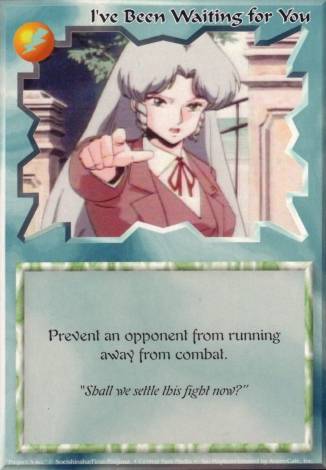 I've Been Waiting for You
Prevent an opponent from running
away from combat.
"Shall we settle this fight now?"